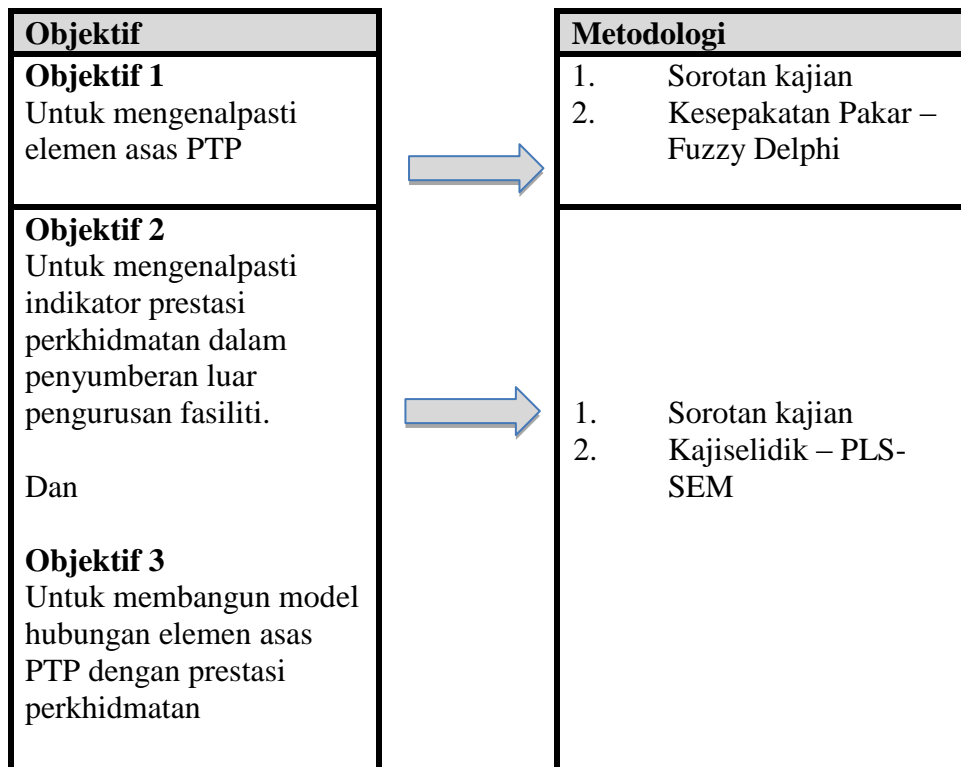 Objektif
Objektif 1
Untuk mengenalpasti
elemen asas PTP
Objektif 2
Untuk mengenalpasti
indikator prestasi
perkhidmatan dalam
penyumberan luar
pengurusan fasiliti.
Dan
Objektif 3
Untuk membangun model
hubungan elemen asas
PTP dengan prestasi
perkhidmatan
Metodologi
1. Sorotan kajian
2. Kesepakatan Pakar –
Fuzzy Delphi
1. Sorotan kajian
2. Kajiselidik – PLS-
SEM